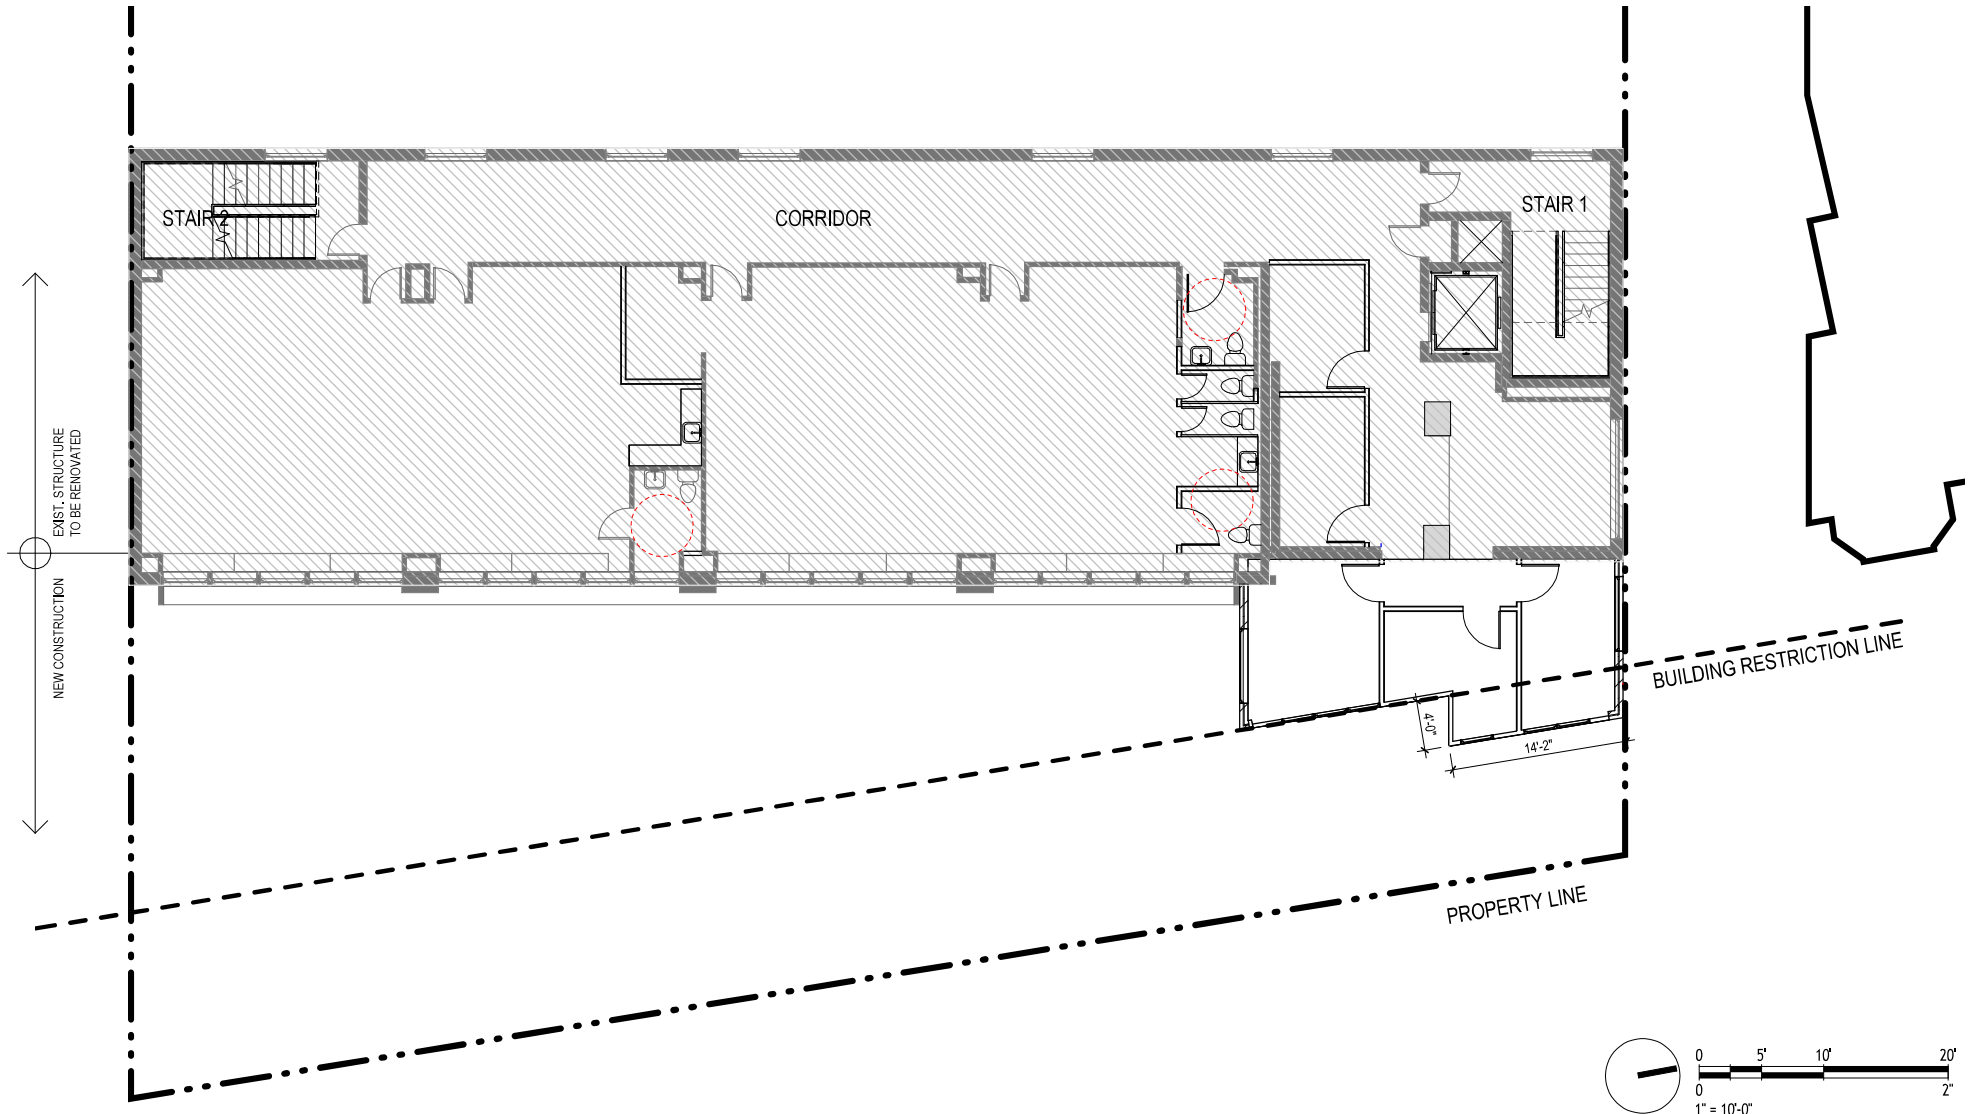 STAIR 2
CORRIDOR
STAIR 1
EXIST. STRUCTURE
TO BE RENOVATED
NEW CONSTRUCTION
BUILDING RESTRICTION LINE
4'-0"
14'-2"
PROPERTY LINE
0 5' 10' 20'
0 2"
1" = 10'-0"